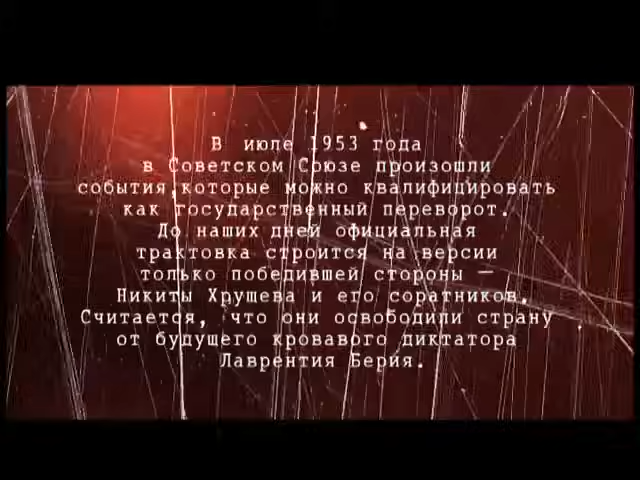 В июле 1953 года
в Советском Союзе произошли
события,которые можно квалифицировать
как государственный переворот.
До наших дней официальная
трактовка строится на версии
только победившей стороны —
Никиты Хрущева и его соратников.
Считается, что они освободили страну
от будущего кровавого диктатора
Лаврентия Берия.